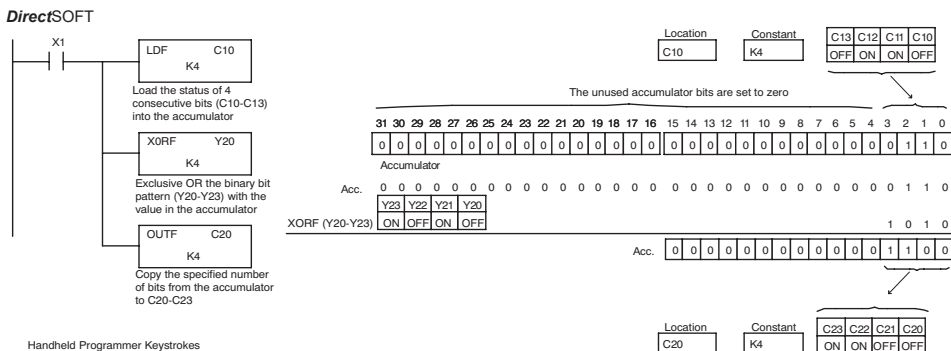 DirectSOFT
X1
LDF C10
K4
Load the status of 4
consecutive bits (C10-C13)
into the accumulator
X0RF Y20
K4
Exclusive OR the binary bit
pattern (Y20-Y23) with the
value in the accumulator
OUTF C20
K4
Copy the specified number
of bits from the accumulator
to C20-C23
Handheld Programmer Keystrokes
Location Constant
C10 K4
C13 C12 C11 C10
OFF ON ON OFF
The unused accumulator bits are set to zero
31 30 29 28 27 26 25 24 23 22 21 20 19 18 17 16 15 14 13 12 11 10 9 8 7 6 5 4 3 2 1 0
0 0 0 0 0 0 0 0 0 0 0 0 0 0 0 0 0 0 0 0 0 0 0 0 0 0 0 0 0 1 1 0
Accumulator
Acc. 0 0 0 0 0 0 0 0 0 0 0 0 0 0 0 0 0 0 0 0 0 0 0 0 0 0 0 0 0 1 1 0
Y23 Y22 Y21 Y20
XORF (Y20-Y23) ON OFF ON OFF 1 0 1 0
Acc. 0 0 0 0 0 0 0 0 0 0 0 0 1 1 0 0
Location Constant
C20 K4
C23 C22 C21 C20
ON ON OFF OFF